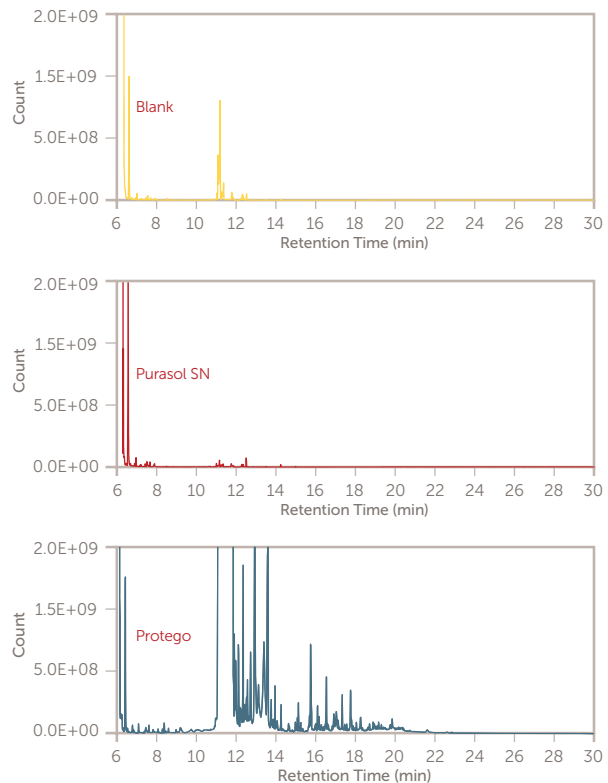 2.0E+09
1.5E+09
5.0E+08
0.0E+00
Count
Blank
6 8 10 12 14 16 18 20 22 24 26 28 30
Retention Time (min)
2.0E+09
1.5E+09
5.0E+08
0.0E+00
Count
Purasol SN
6 8 10 12 14 16 18 20 22 24 26 28 30
Retention Time (min)
2.0E+09
1.5E+09
5.0E+08
0.0E+00
Count
Protego
6 8 10 12 14 16 18 20 22 24 26 28 30
Retention Time (min)